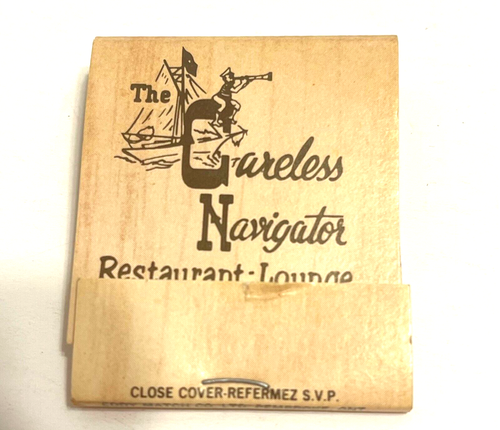 The
Careless
Navigator
Restaurant-Lounge
CLOSE COVER-REFERMEZ S.V.P.